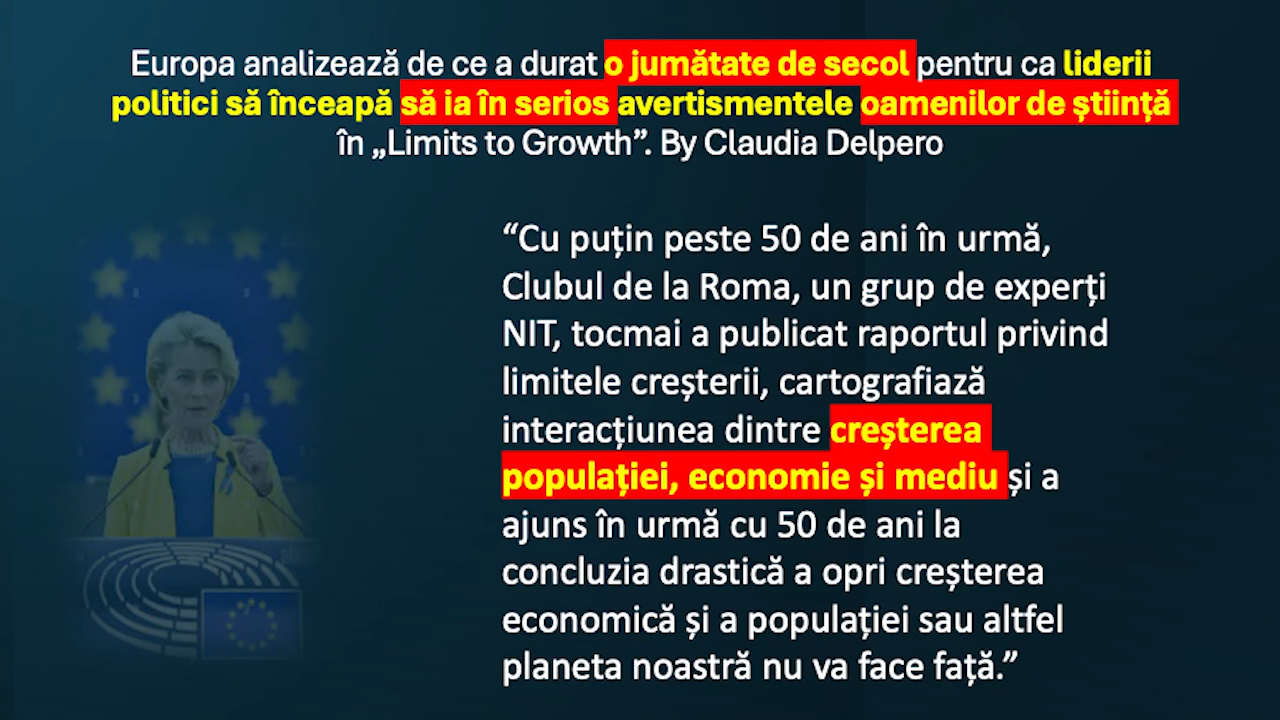 Europa analizează de ce a durat o jumătate de secol pentru ca liderii
politici să înceapă să ia în serios avertismentele oamenilor de știință
în „Limits to Growth”. By Claudia Delpero
“Cu puțin peste 50 de ani în urmă,
Clubul de la Roma, un grup de experți
NIT, tocmai a publicat raportul privind
limitele creșterii, cartografiază
interacțiunea dintre creșterea
populației, economie și mediu și a
ajuns în urmă cu 50 de ani la
concluzia drastică a opri creșterea
economică și a populației sau altfel
planeta noastră nu va face față.”